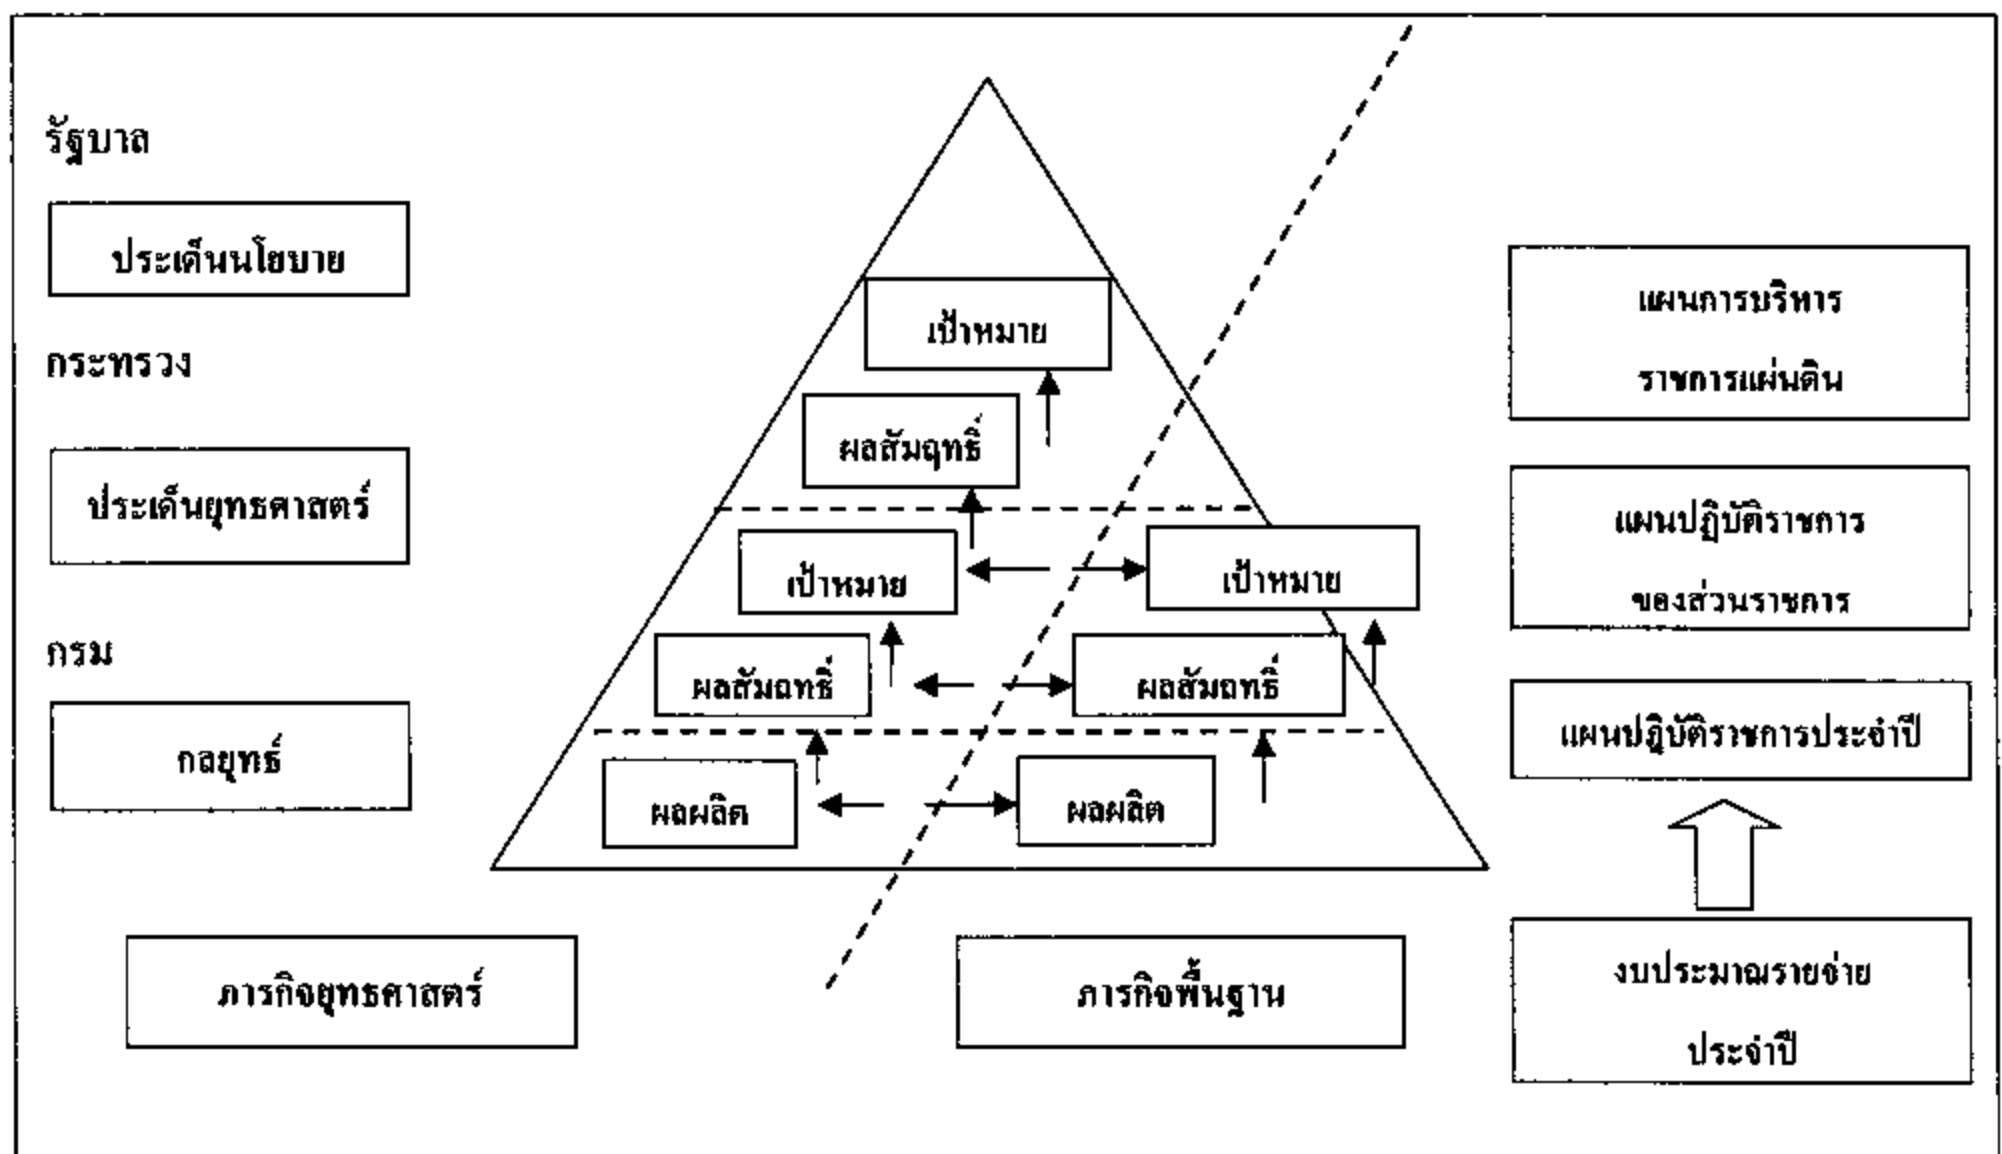 รัฐบาล
ประเด็นนโยบาย
กระทรวง
ประเด็นยุทธศาสตร์
กรม
กลยุทธ์
เป้าหมาย
ผลสัมฤทธิ์
เป้าหมาย
เป้าหมาย
ผลสัมฤทธิ์
ผลสัมฤทธิ์
ผลผลิต
ผลผลิต
ภารกิจยุทธศาสตร์
ภารกิจพื้นฐาน
แผนการบริหาร
ราชการแผ่นดิน
แผนปฏิบัติราชการ
ของส่วนราชการ
แผนปฏิบัติราชการประจำปี
งบประมาณรายจ่าย
ประจำปี